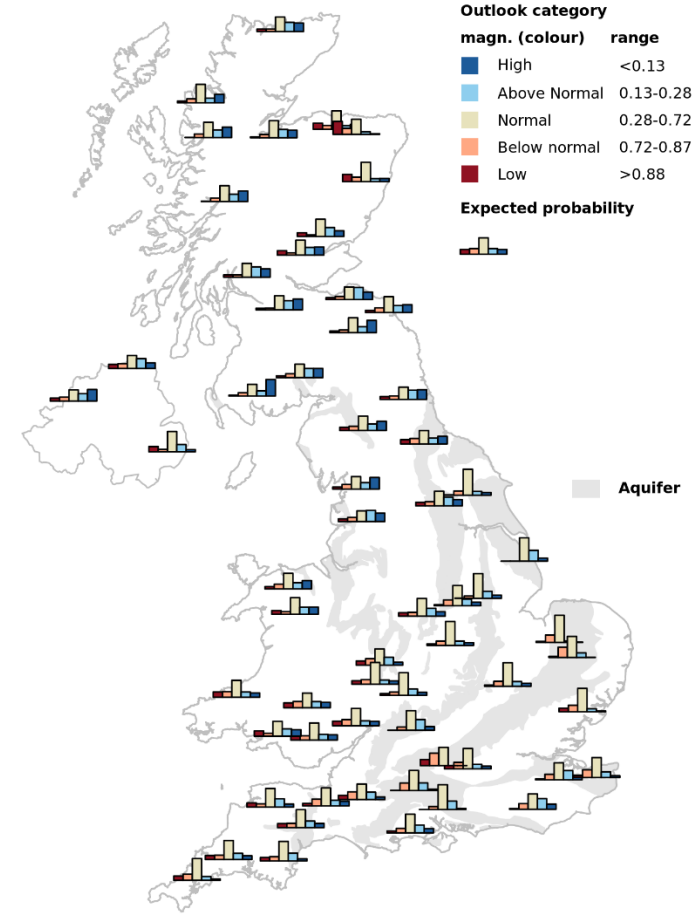 Outlook category
magn. (colour) range
High <0.13
Above Normal 0.13-0.28
Normal 0.28-0.72
Below normal 0.72-0.87
Low >0.88
Expected probability
Aquifer